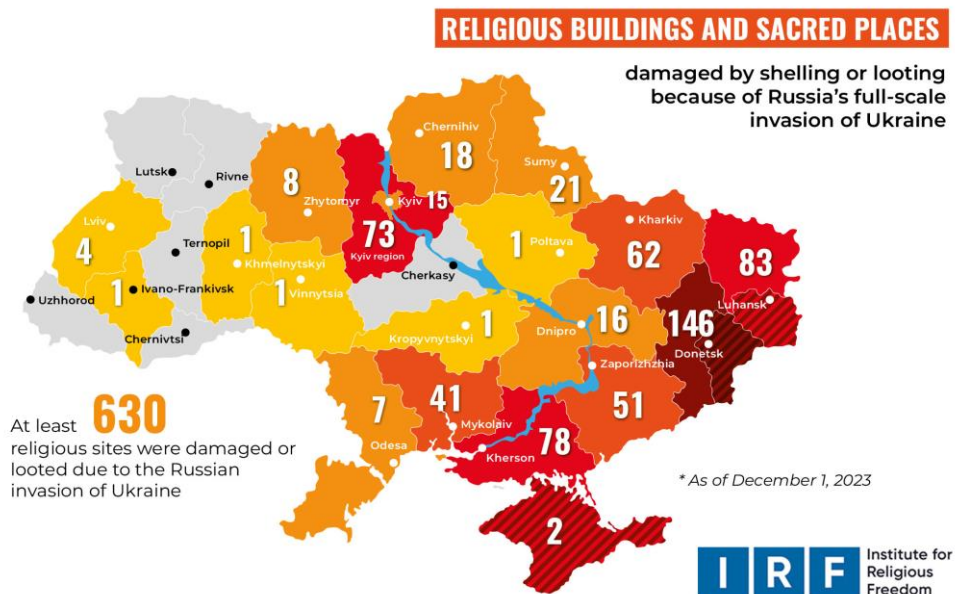 RELIGIOUS BUILDINGS AND SACRED PLACES
damaged by shelling or looting
because of Russia's full-scale
invasion of Ukraine
Chernihiv
18
Sumy
21
Lutsk
Rivne
8
Zhytomyr
Kyiv 15
73
Kyiv region
Kharkiv
62
Lviv
4
Ternopil
1
Khmelnytskyi
1
Poltava
83
Luhansk
Cherkasy
Uzhhorod
1
Ivano-Frankivsk
1
Vinnytsia
Chernivtsi
1
Kropyvnytskyi
Dnipro
16
146
Donetsk
Zaporizhzhia
51
41
Mykolaiv
7
Odesa
78
Kherson
2
At least 630
religious sites were damaged or
looted due to the Russian
invasion of Ukraine
* As of December 1, 2023
I R F
Institute for
Religious
Freedom